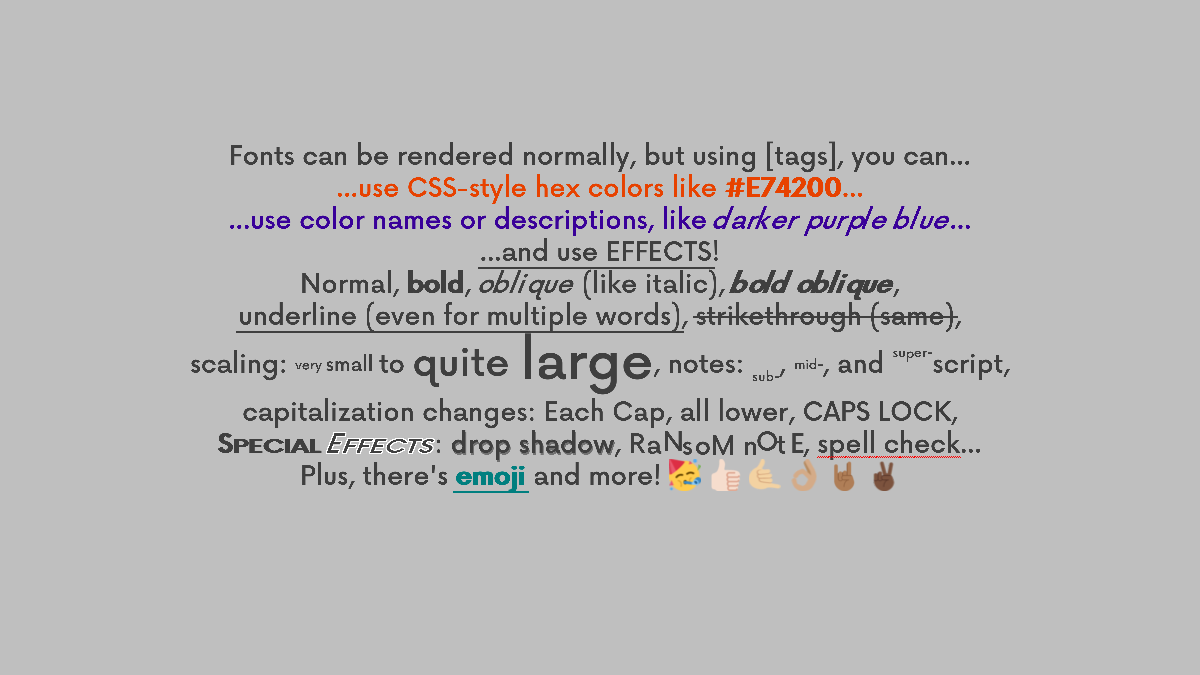 Fonts can be rendered normally, but using [tags], you can...
...use CSS-style hex colors like #E74200...
...use color names or descriptions, like darker purple blue...
...and use EFFECTS!
Normal, bold, oblique (like italic), bold oblique,
underline (even for multiple words), strikethrough (same),
scaling: very small to quite large, notes: sub-, mid-, and super-script,
capitalization changes: Each Cap, all lower, CAPS LOCK,
Special Effects: drop shadow, RaNsoM nOtE, spell check...
Plus, there's emoji and more! 🥳👍🏻🤙🏼👌🏽🤘🏾✌🏿